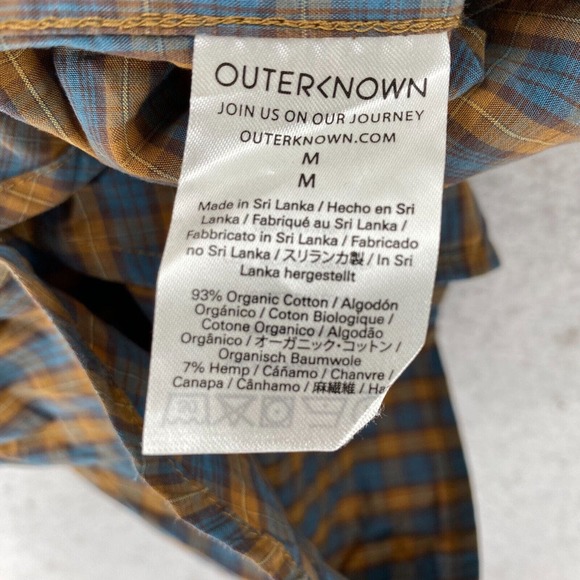 OUTERKNOWN
JOIN US ON OUR JOURNEY
OUTERKNOWN.COM
M
M
Made in Sri Lanka / Hecho en Sri
Lanka / Fabriqué au Sri Lanka /
Fabbricato in Sri Lanka / Fabricado
no Sri Lanka / スリランカ製 / In Sri
Lanka hergestellt
93% Organic Cotton / Algodón
Orgánico / Coton Biologique /
Cotone Organico / Algodão
Orgânico / オーガニック・コットン /
Organisch Baumwole
7% Hemp / Cáñamo / Chanvre /
Canapa / Cânhamo / 麻繊維 / Ha